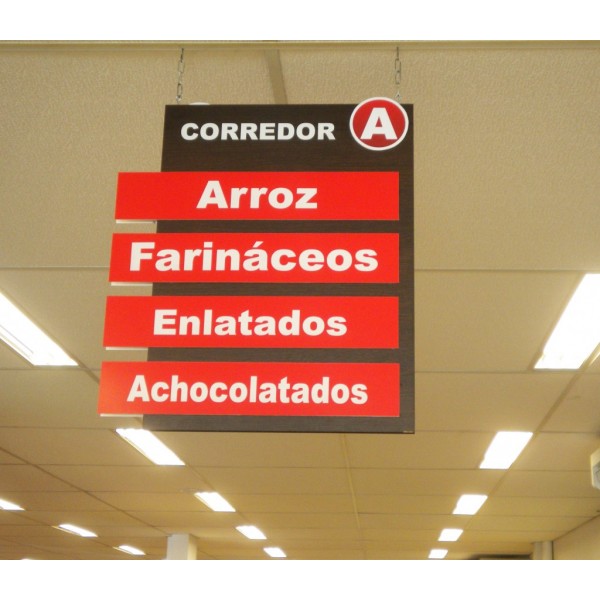 CORREDOR A
Arroz
Farináceos
Enlatados
Achocolatados